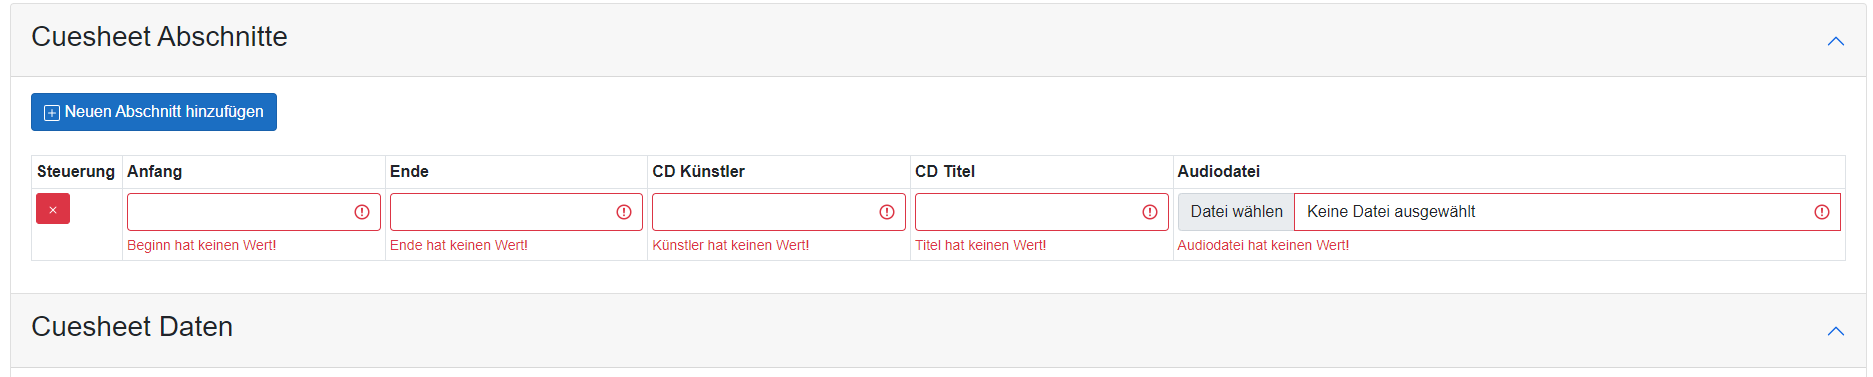 Cuesheet Abschnitte
Neuen Abschnitt hinzufügen
Steuerung Anfang Ende CD Künstler CD Titel Audiodatei
Datei wählen Keine Datei ausgewählt
Beginn hat keinen Wert! Ende hat keinen Wert! Künstler hat keinen Wert! Titel hat keinen Wert! Audiodatei hat keinen Wert!
Cuesheet Daten